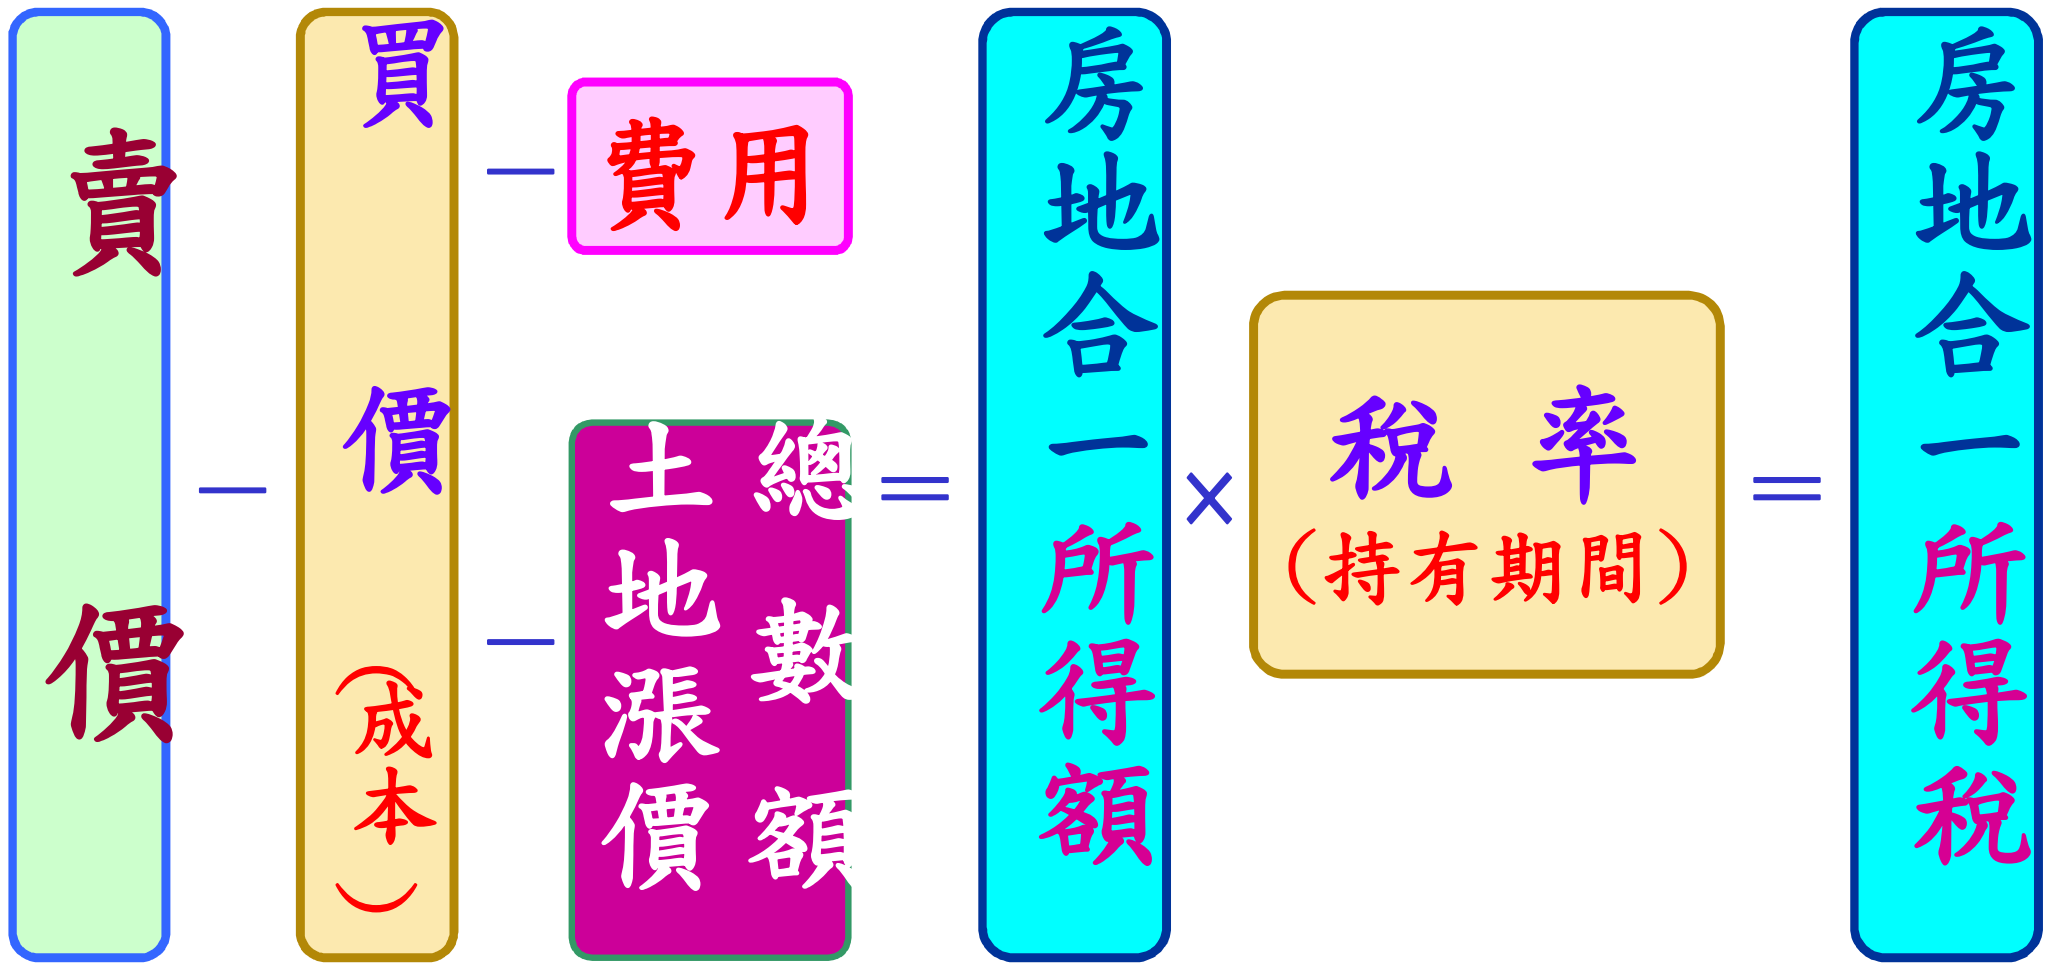 賣價
－
買價（成本）
－
費用
－
土地漲價
總數額
＝
房地合一所得額
×
稅率
（持有期間）
＝
房地合一所得稅